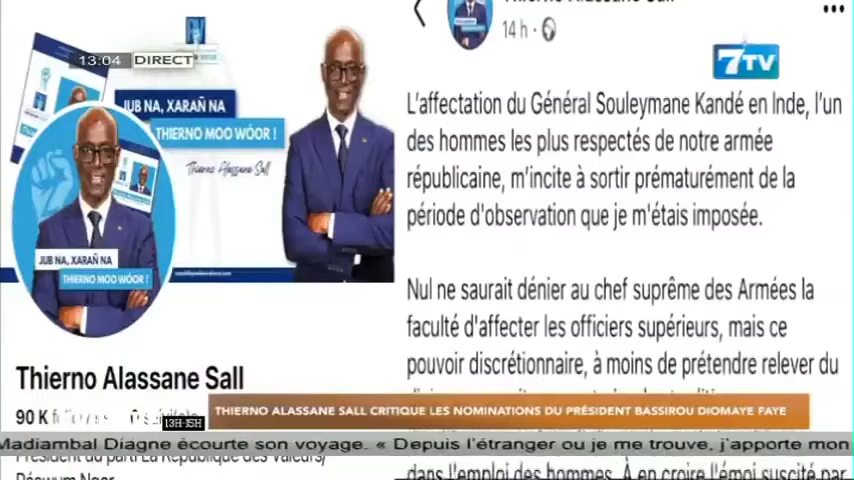 13:04 DIRECT
JUB NA, XARAÑ NA
THIERNO MOO WÓOR !
Thierno Alassane Sall
JUB NA, XARAÑ NA
THIERNO MOO WÓOR !
Thierno Alassane Sall
90 K
Président du parti La République des Valeurs/
14 h
7TV
L'affectation du Général Souleymane Kandé en Inde, l'un
des hommes les plus respectés de notre armée
républicaine, m'incite à sortir prématurément de la
période d'observation que je m'étais imposée.
Nul ne saurait dénier au chef suprême des Armées la
faculté d'affecter les officiers supérieurs, mais ce
pouvoir discrétionnaire, à moins de prétendre relever du
dans l'emploi des hommes. À en croire l'émoi suscité par
13H-15H
THIERNO ALASSANE SALL CRITIQUE LES NOMINATIONS DU PRÉSIDENT BASSIROU DIOMAYE FAYE
Madiambal Diagne écourte son voyage. « Depuis l'étranger ou je me trouve, j'apporte mon